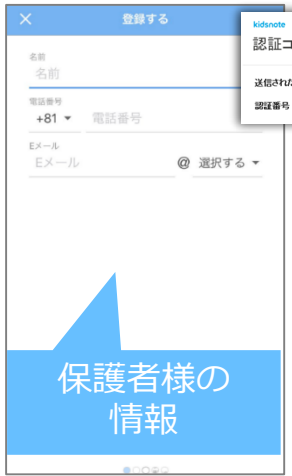 登録する
名前
名前
電話番号
+81 電話番号
Eメール
Eメール @ 選択する
kidsnote
認証コ
送信された
認証番号
保護者様の
情報